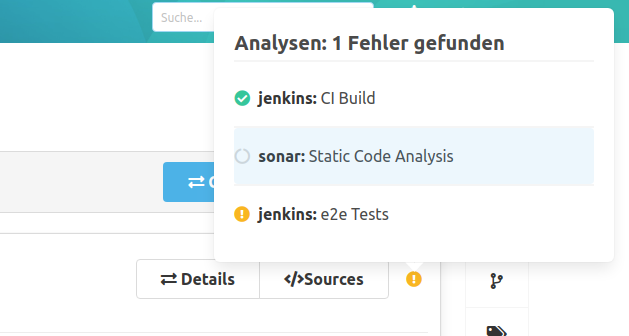 Suche...
Analysen: 1 Fehler gefunden
jenkins: CI Build
sonar: Static Code Analysis
jenkins: e2e Tests
Details
Sources